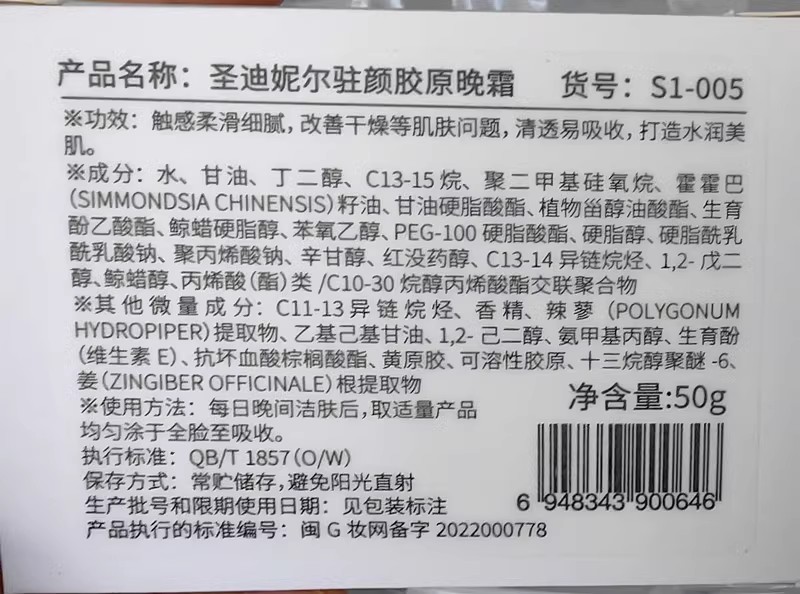 产品名称：圣迪妮尔驻颜胶原晚霜 货号：S1-005
※功效：触感柔滑细腻，改善干燥等肌肤问题，清透易吸收，打造水润美
肌。
※成分：水、甘油、丁二醇、C13-15 烷、聚二甲基硅氧烷、霍霍巴
（SIMMONDSIA CHINENSIS）籽油、甘油硬脂酸酯、植物甾醇油酸酯、生育
酚乙酸酯、鲸蜡硬脂醇、苯氧乙醇、PEG-100 硬脂酸酯、硬脂醇、硬脂酰乳
酰乳酸钠、聚丙烯酸钠、辛甘醇、红没药醇、C13-14 异链烷烃、1,2- 戊二
醇、鲸蜡醇、丙烯酸（酯）类 /C10-30 烷醇丙烯酸酯交联聚合物
※其他微量成分：C11-13 异链烷烃、香精、辣蓼（POLYGONUM
HYDROPIPER）提取物、乙基己基甘油、1,2- 己二醇、氨甲基丙醇、生育酚
（维生素 E）、抗坏血酸棕榈酸酯、黄原胶、可溶性胶原、十三烷醇聚醚 -6、
姜（ZINGIBER OFFICINALE）根提取物
净含量:50g
※使用方法：每日晚间洁肤后，取适量产品
均匀涂于全脸至吸收。
执行标准：QB/T 1857（O/W）
保存方式：常贮储存，避免阳光直射
生产批号和限期使用日期：见包装标注
产品执行的标准编号：闽 G 妆网备字 2022000778
6 948343 900646